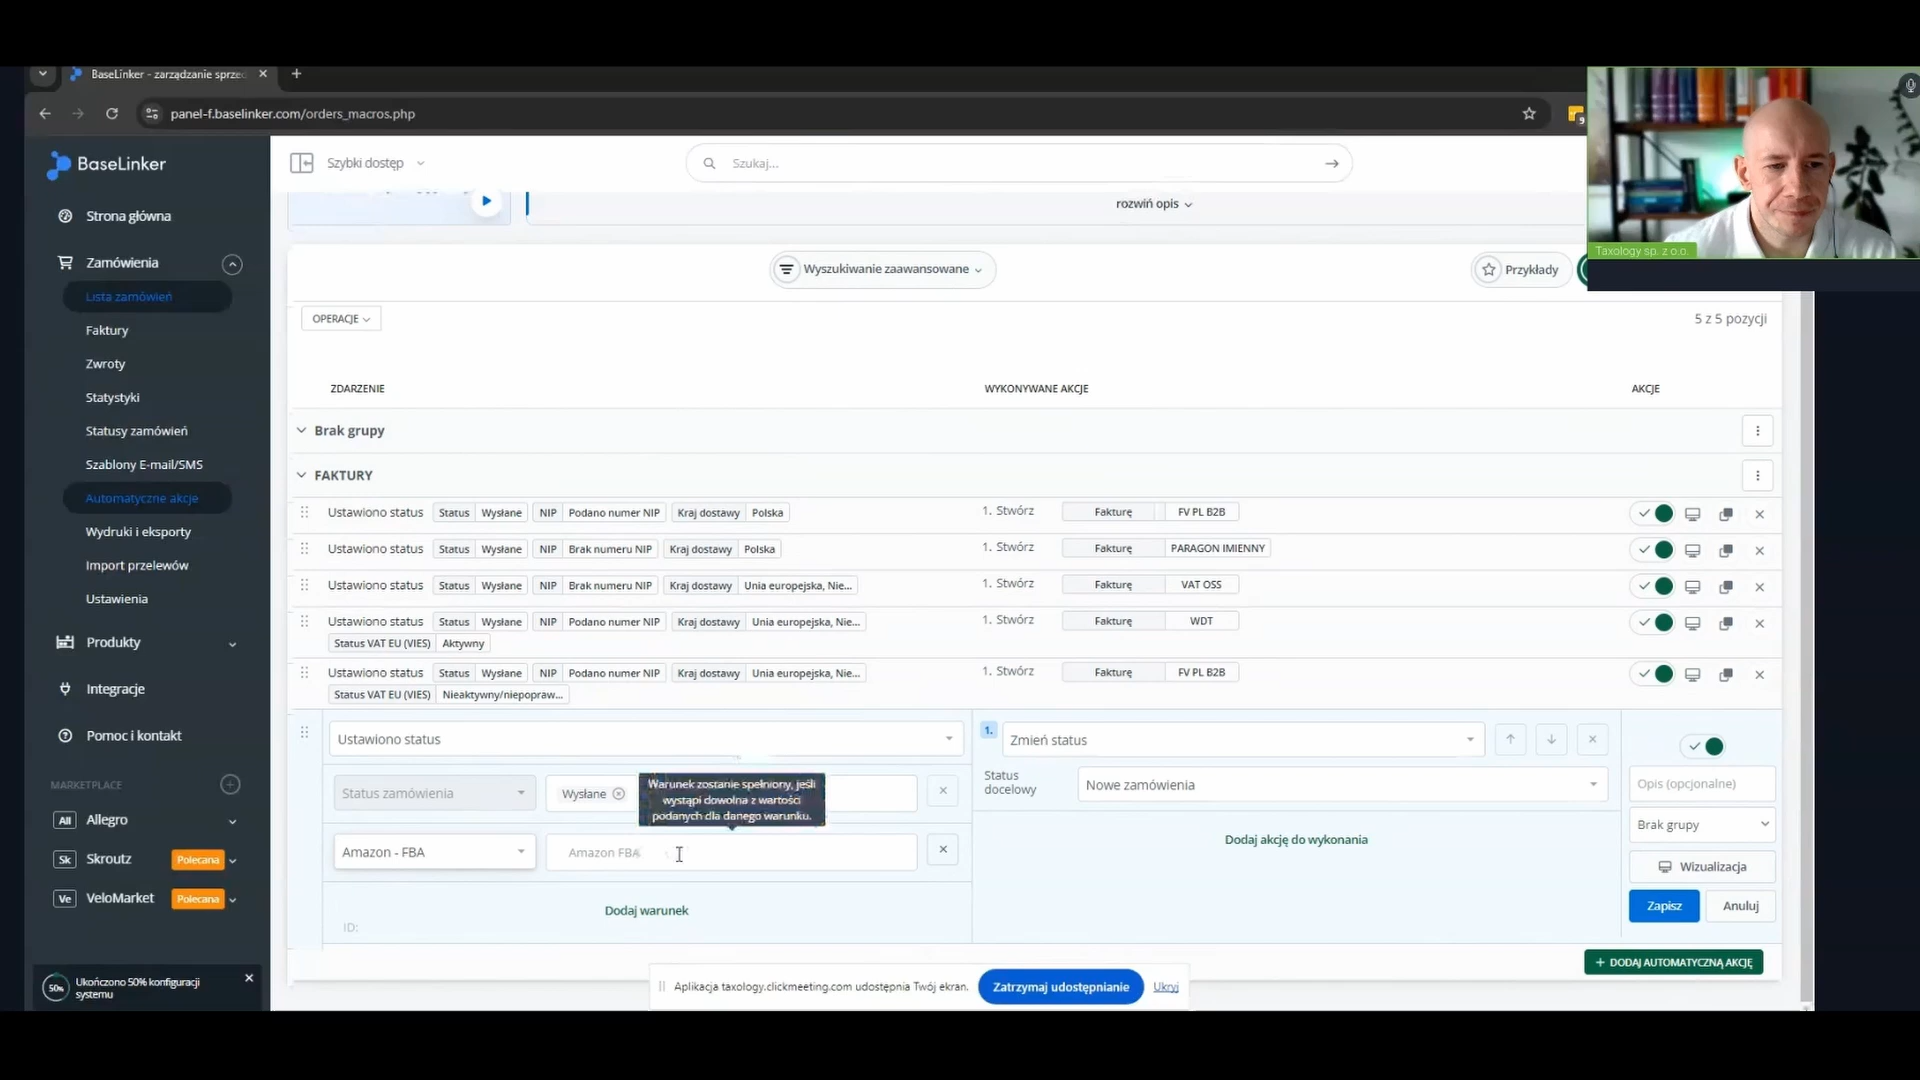 BaseLinker - zarządzanie sprze
panel-f.baselinker.com/orders_macros.php
9
BaseLinker
Szybki dostęp
Szukaj...
Taxology sp. z o.o.
Strona główna
Zamówienia
Lista zamówień
Faktury
Zwroty
Statystyki
Statusy zamówień
Szablony E-mail/SMS
Automatyczne akcje
Wydruki i eksporty
Import przelewów
Ustawienia
Produkty
Integracje
Pomoc i kontakt
MARKETPLACE
All Allegro
Sk Skroutz Polecana
Ve VeloMarket Polecana
50% Ukończono 50% konfiguracji
systemu
rozwiń opis
Wyszukiwanie zaawansowane
Przykłady
OPERACJE
5 z 5 pozycji
ZDARZENIE WYKONYWANE AKCJE AKCJE
Brak grupy
FAKTURY
Ustawiono status Status Wysłane NIP Podano numer NIP Kraj dostawy Polska 1. Stwórz Fakturę FV PL B2B
Ustawiono status Status Wysłane NIP Brak numeru NIP Kraj dostawy Polska 1. Stwórz Fakturę PARAGON IMIENNY
Ustawiono status Status Wysłane NIP Brak numeru NIP Kraj dostawy Unia europejska, Nie... 1. Stwórz Fakturę VAT OSS
Ustawiono status Status Wysłane NIP Podano numer NIP Kraj dostawy Unia europejska, Nie... 1. Stwórz Fakturę WDT
Status VAT EU (VIES) Aktywny
Ustawiono status Status Wysłane NIP Podano numer NIP Kraj dostawy Unia europejska, Nie... 1. Stwórz Fakturę FV PL B2B
Status VAT EU (VIES) Nieaktywny/niepopraw...
Ustawiono status
1. Zmień status
Status zamówienia
Wysłane
Warunek zostanie spełniony, jeśli
wystąpi dowolna z wartości
podanych dla danego warunku.
Status
docelowy
Nowe zamówienia
Opis (opcjonalne)
Brak grupy
Amazon - FBA
Amazon FBA
Dodaj akcję do wykonania
Wizualizacja
Zapisz
Anuluj
Dodaj warunek
ID:
+ DODAJ AUTOMATYCZNĄ AKCJĘ
Aplikacja taxology.clickmeeting.com udostępnia Twój ekran.
Zatrzymaj udostępnianie
Ukryj